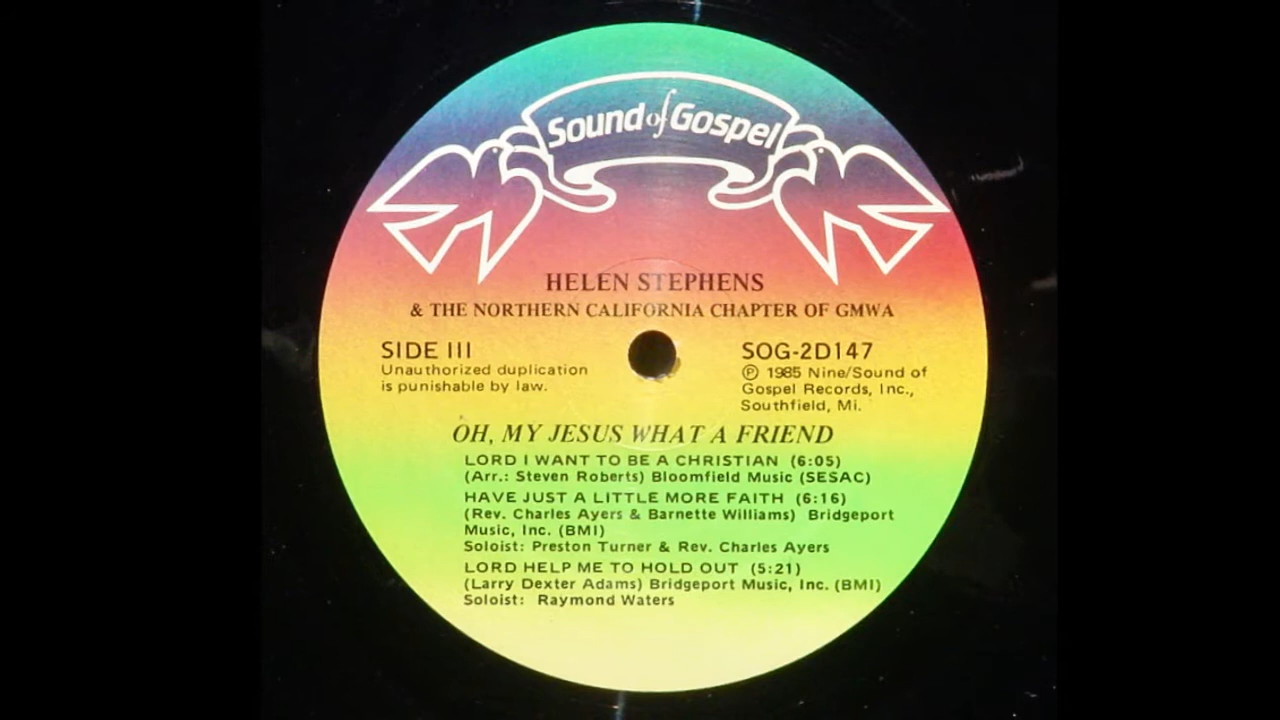 Sound of Gospel
HELEN STEPHENS
& THE NORTHERN CALIFORNIA CHAPTER OF GMWA
SIDE III
Unauthorized duplication
is punishable by law.
SOG-2D147
℗ 1985 Nine/Sound of
Gospel Records, Inc.,
Southfield, Mi.
OH, MY JESUS WHAT A FRIEND
LORD I WANT TO BE A CHRISTIAN (6:05)
(Arr.: Steven Roberts) Bloomfield Music (SESAC)
HAVE JUST A LITTLE MORE FAITH (6:16)
(Rev. Charles Ayers & Barnette Williams) Bridgeport
Music, Inc. (BMI)
Soloist: Preston Turner & Rev. Charles Ayers
LORD HELP ME TO HOLD OUT (5:21)
(Larry Dexter Adams) Bridgeport Music, Inc. (BMI)
Soloist: Raymond Waters